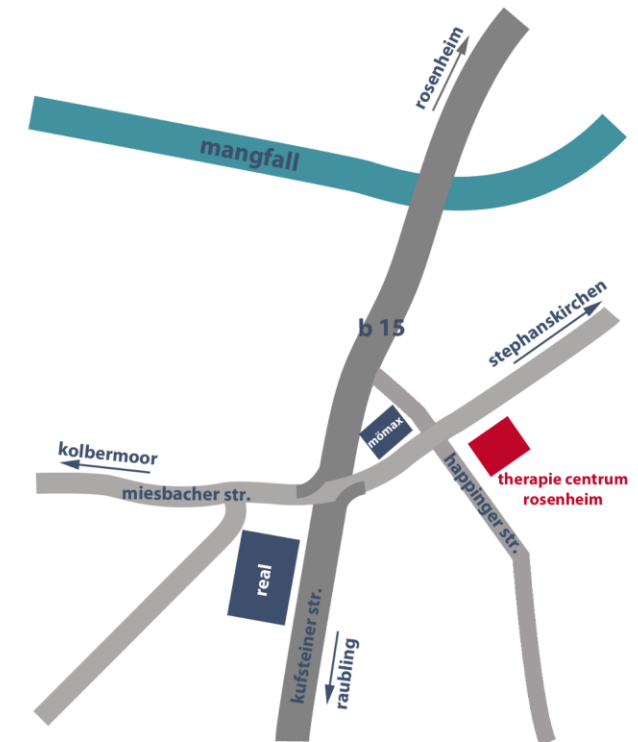 rosenheim
mangfall
b 15
stephanskirchen
mömax
kolbermoor
miesbacher str.
happinger str.
therapie centrum
rosenheim
real
kufsteiner str.
raubling